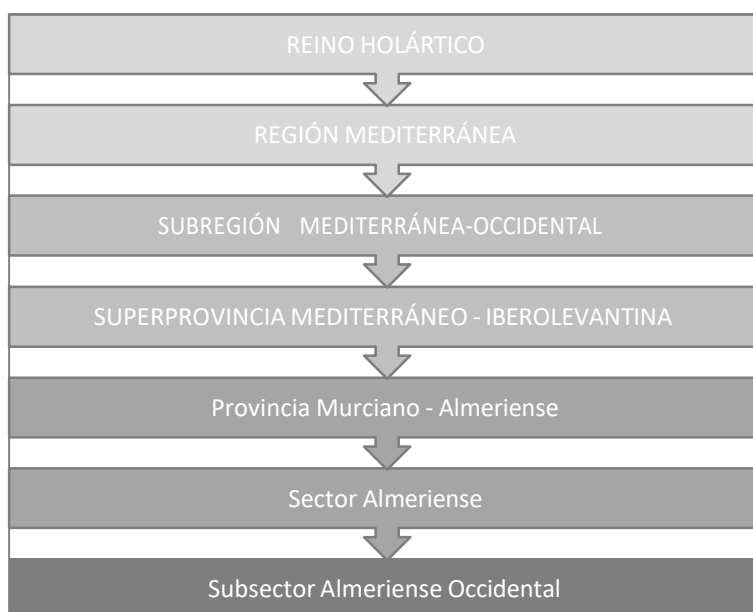 REINO HOLÁRTICO
REGIÓN MEDITERRÁNEA
SUBREGIÓN MEDITERRÁNEA-OCCIDENTAL
SUPERPROVINCIA MEDITERRÁNEO - IBEROLEVANTINA
Provincia Murciano - Almeriense
Sector Almeriense
Subsector Almeriense Occidental